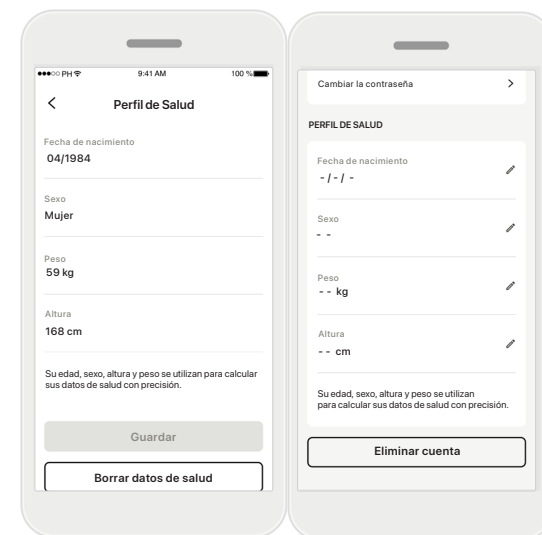 ●●●○○ PH 9:41 AM 100 %
Perfil de Salud
Fecha de nacimiento
04/1984
Sexo
Mujer
Peso
59 kg
Altura
168 cm
Su edad, sexo, altura y peso se utilizan para calcular
sus datos de salud con precisión.
Guardar
Borrar datos de salud
Cambiar la contraseña
PERFIL DE SALUD
Fecha de nacimiento
- / - / -
Sexo
- -
Peso
- - kg
Altura
- - cm
Su edad, sexo, altura y peso se utilizan
para calcular sus datos de salud con precisión.
Eliminar cuenta